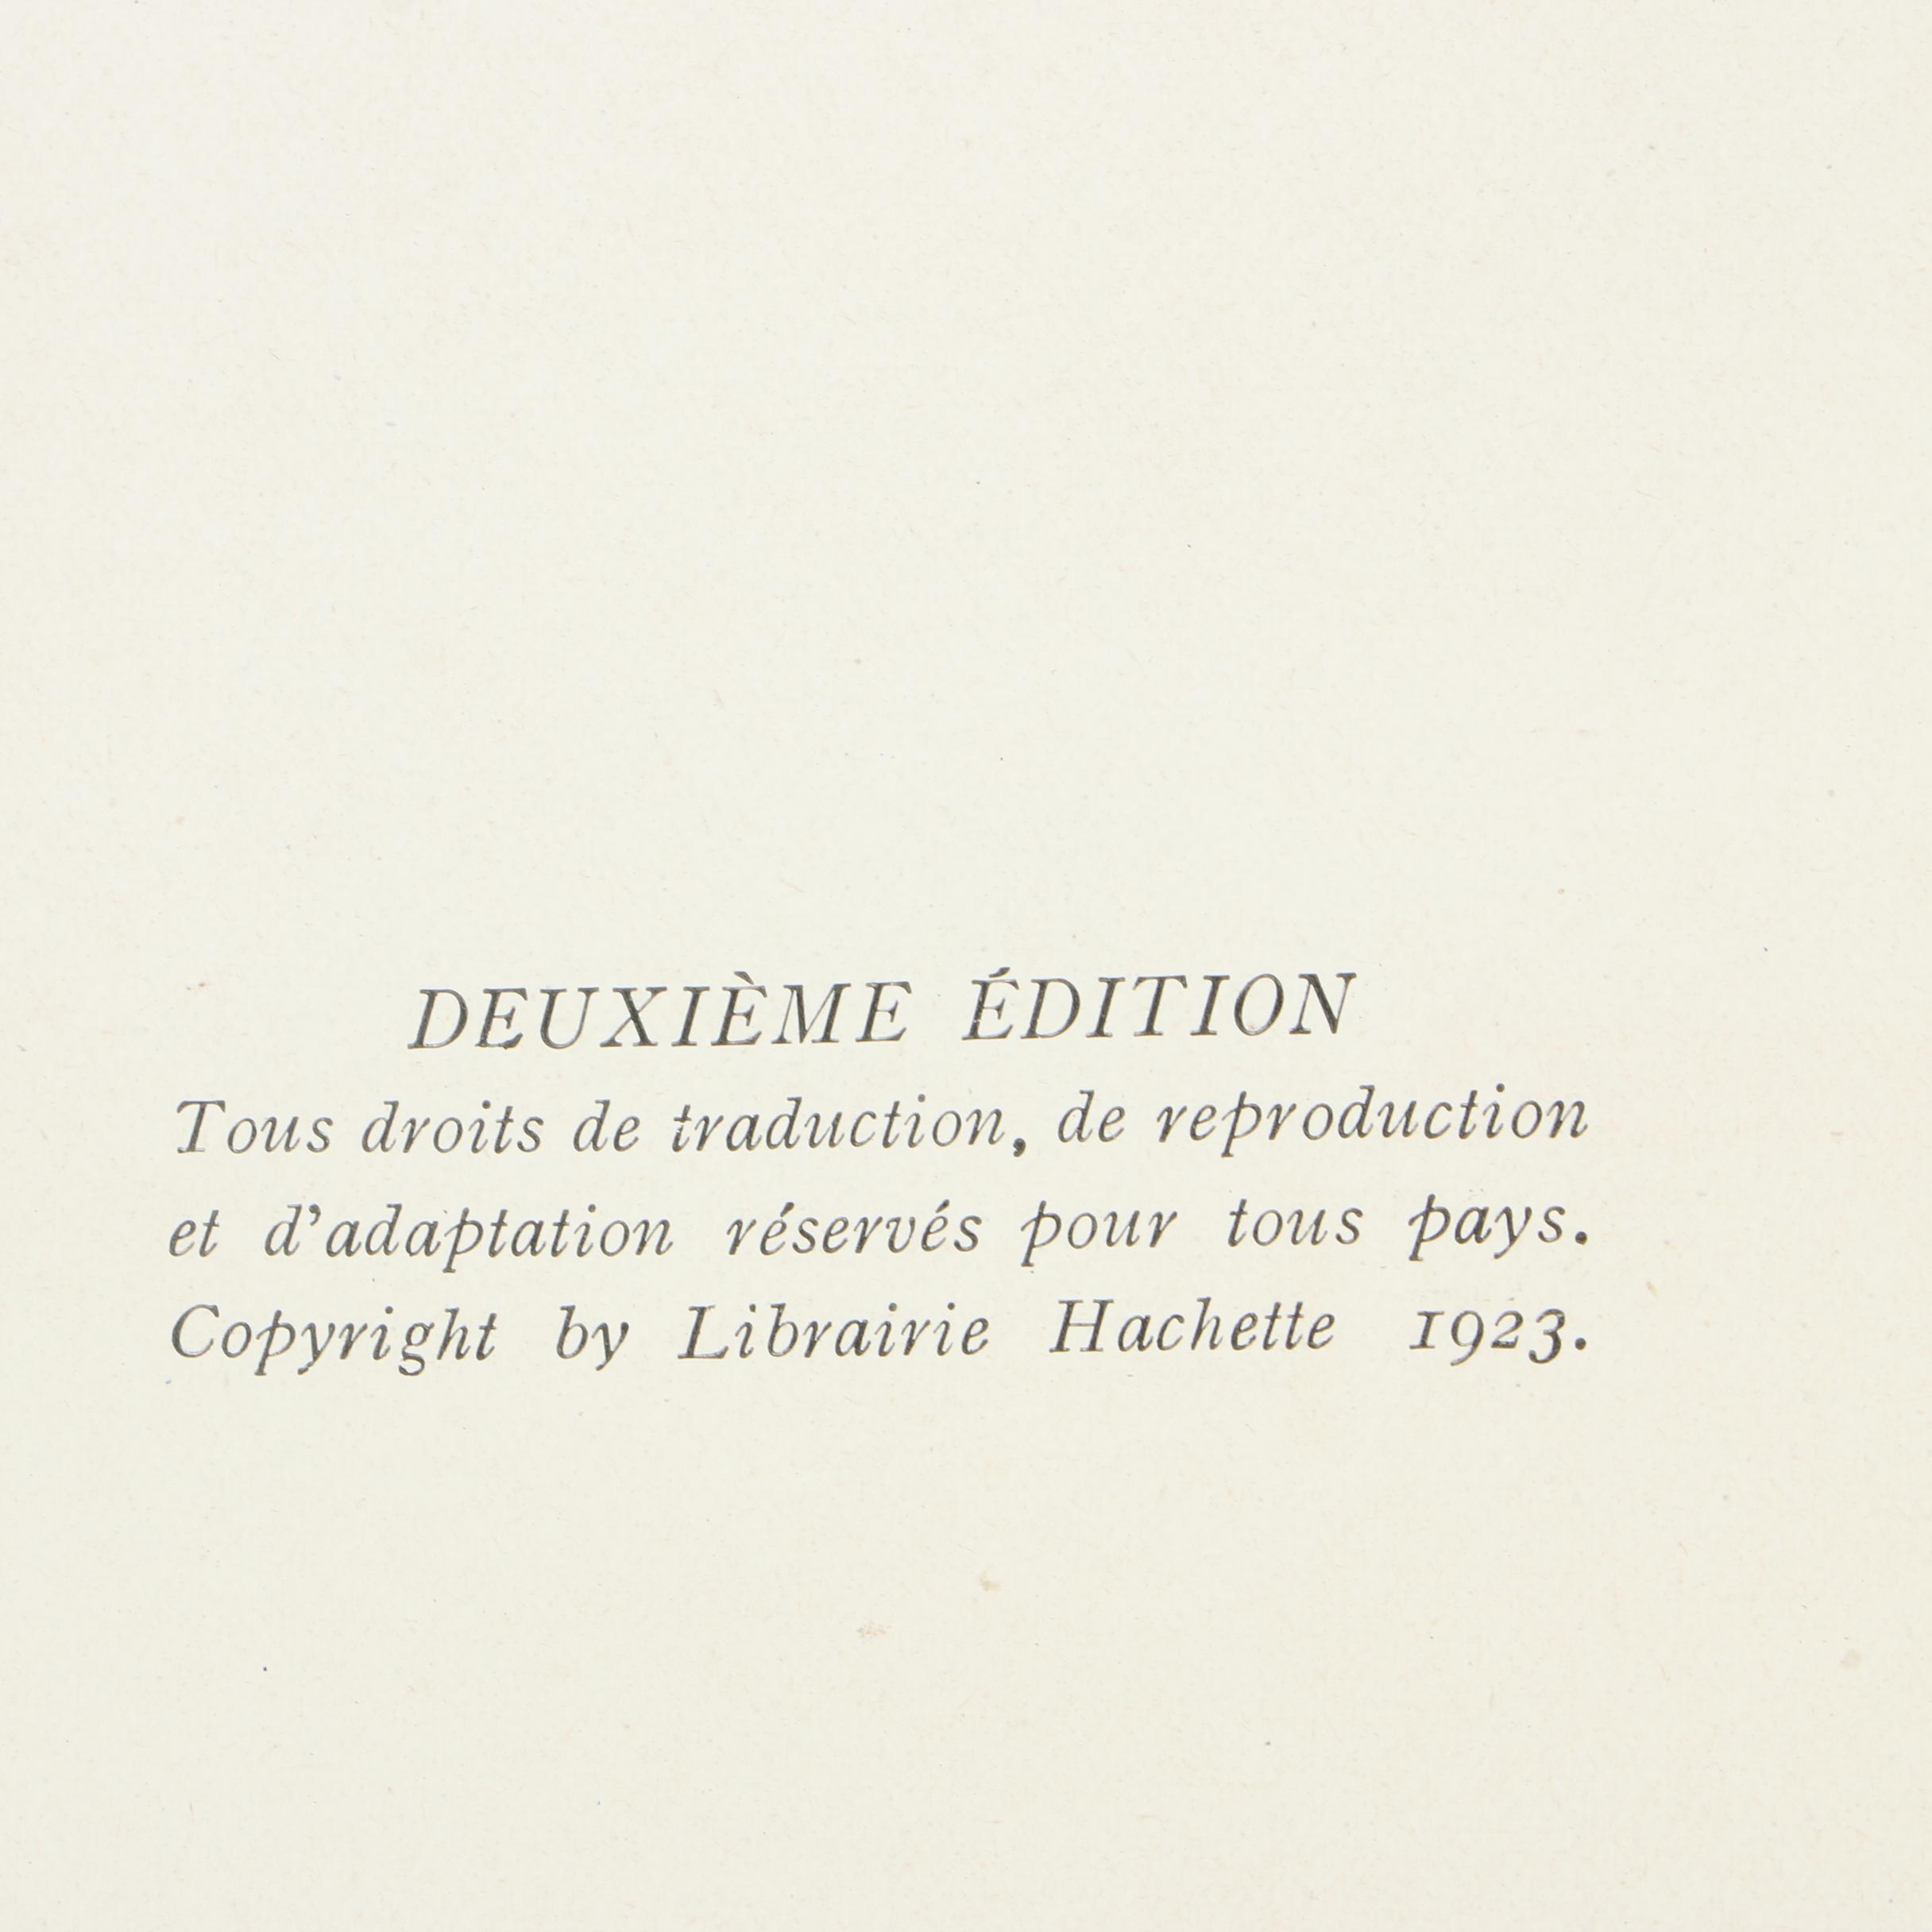 DEUXIÈME ÉDITION
Tous droits de traduction, de reproduction
et d'adaptation réservés pour tous pays.
Copyright by Librairie Hachette 1923.